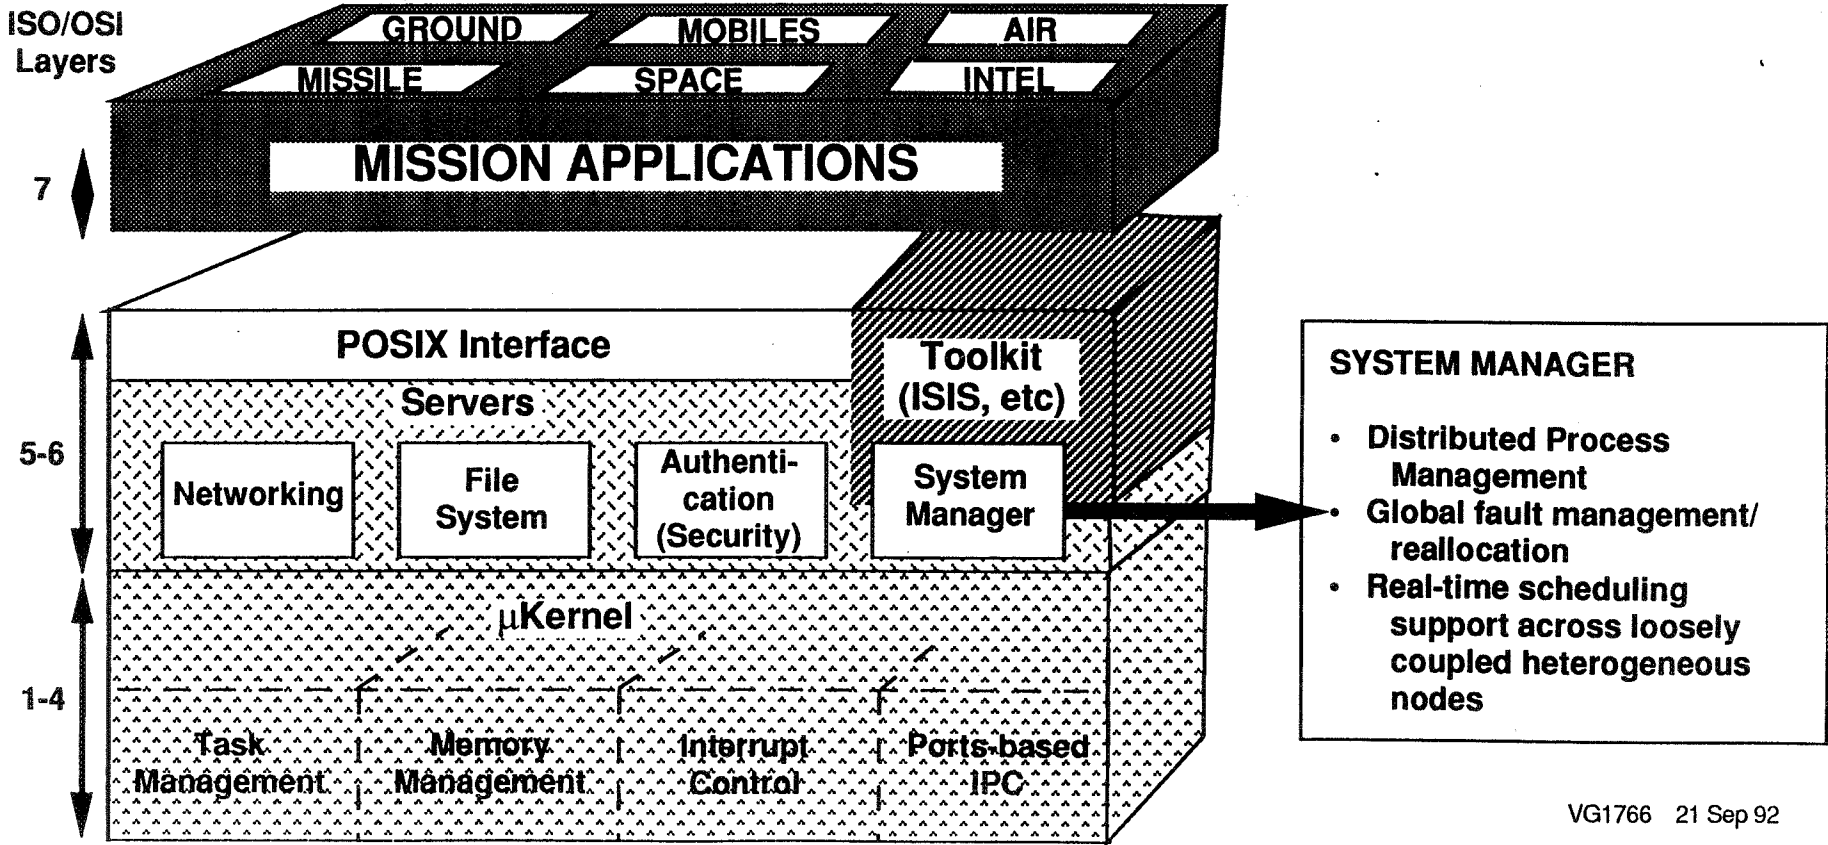 ISO/OSI
Layers
GROUND
MOBILES
AIR
MISSILE
SPACE
INTEL
MISSION APPLICATIONS
7
POSIX Interface
Toolkit
(ISIS, etc)
Servers
5-6
Networking
File
System
Authenti-
cation
(Security)
System
Manager
SYSTEM MANAGER
• Distributed Process
Management
• Global fault management/
reallocation
• Real-time scheduling
support across loosely
coupled heterogeneous
nodes
µKernel
1-4
Task
Management
Memory
Management
Interrupt
Control
Ports-based
IPC
VG1766 21 Sep 92